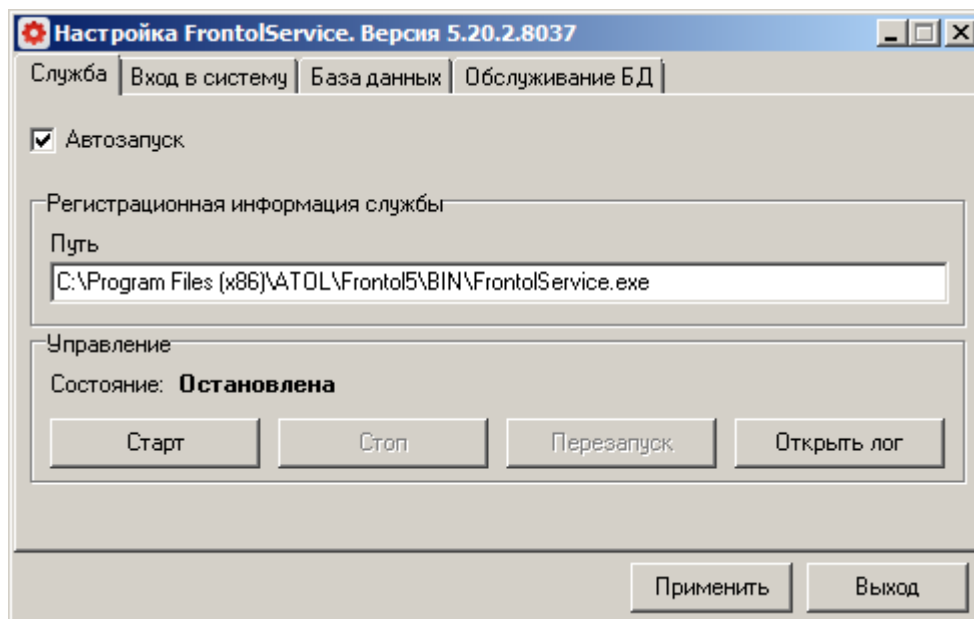 Настройка FrontolService. Версия 5.20.2.8037
Служба Вход в систему База данных Обслуживание БД
Автозапуск
Регистрационная информация службы
Путь
C:\Program Files (x86)\ATOL\Frontol5\BIN\FrontolService.exe
Управление
Состояние: Остановлена
Старт Стоп Перезапуск Открыть лог
Применить Выход